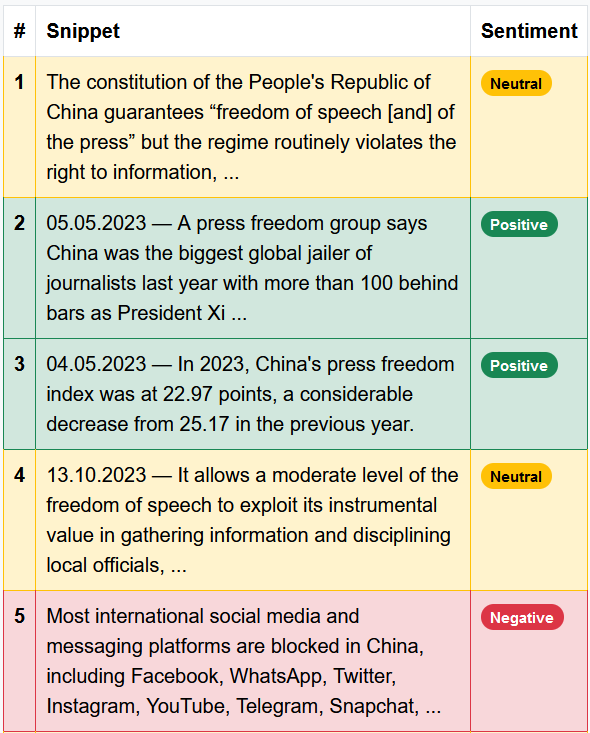 # Snippet Sentiment
1 The constitution of the People's Republic of Neutral
China guarantees “freedom of speech [and] of
the press” but the regime routinely violates the
right to information, ...
2 05.05.2023 — A press freedom group says Positive
China was the biggest global jailer of
journalists last year with more than 100 behind
bars as President Xi ...
3 04.05.2023 — In 2023, China's press freedom Positive
index was at 22.97 points, a considerable
decrease from 25.17 in the previous year.
4 13.10.2023 — It allows a moderate level of the Neutral
freedom of speech to exploit its instrumental
value in gathering information and disciplining
local officials, ...
5 Most international social media and Negative
messaging platforms are blocked in China,
including Facebook, WhatsApp, Twitter,
Instagram, YouTube, Telegram, Snapchat, ...